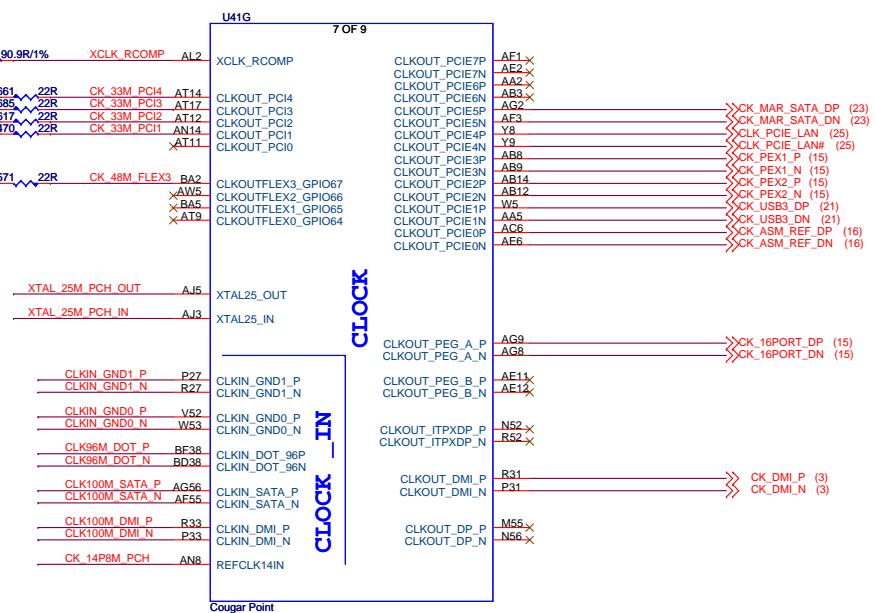 U41G
7 OF 9
90.9R/1% XCLK_RCOMP AL2 XCLK_RCOMP
661 22R CK_33M_PCI4 AT14 CLKOUT_PCI4
685 22R CK_33M_PCI3 AT17 CLKOUT_PCI3
617 22R CK_33M_PCI2 AT12 CLKOUT_PCI2
470 22R CK_33M_PCI1 AN14 CLKOUT_PCI1
AT11 CLKOUT_PCI0
571 22R CK_48M_FLEX3 BA2 CLKOUTFLEX3_GPIO67
AW5 CLKOUTFLEX2_GPIO66
BA5 CLKOUTFLEX1_GPIO65
AT9 CLKOUTFLEX0_GPIO64
XTAL_25M_PCH_OUT AJ5 XTAL25_OUT
XTAL_25M_PCH_IN AJ3 XTAL25_IN
CLKIN_GND1_P P27 CLKIN_GND1_P
CLKIN_GND1_N R27 CLKIN_GND1_N
CLKIN_GND0_P V52 CLKIN_GND0_P
CLKIN_GND0_N W53 CLKIN_GND0_N
CLK96M_DOT_P BF38 CLKIN_DOT_96P
CLK96M_DOT_N BD38 CLKIN_DOT_96N
CLK100M_SATA_P AG56 CLKIN_SATA_P
CLK100M_SATA_N AF55 CLKIN_SATA_N
CLK100M_DMI_P R33 CLKIN_DMI_P
CLK100M_DMI_N P33 CLKIN_DMI_N
CK_14P8M_PCH AN8 REFCLK14IN
CLOCK
CLOCK _IN
CLKOUT_PCIE7P AF1
CLKOUT_PCIE7N AE2
CLKOUT_PCIE6P AA2
CLKOUT_PCIE6N AB3
CLKOUT_PCIE5P AG2 CK_MAR_SATA_DP (23)
CLKOUT_PCIE5N AF3 CK_MAR_SATA_DN (23)
CLKOUT_PCIE4P Y8 CLK_PCIE_LAN (25)
CLKOUT_PCIE4N Y9 CLK_PCIE_LAN# (25)
CLKOUT_PCIE3P AB8 CK_PEX1_P (15)
CLKOUT_PCIE3N AB9 CK_PEX1_N (15)
CLKOUT_PCIE2P AB14 CK_PEX2_P (15)
CLKOUT_PCIE2N AB12 CK_PEX2_N (15)
CLKOUT_PCIE1P W5 CK_USB3_DP (21)
CLKOUT_PCIE1N AA5 CK_USB3_DN (21)
CLKOUT_PCIE0P AC6 CK_ASM_REF_DP (16)
CLKOUT_PCIE0N AE6 CK_ASM_REF_DN (16)
CLKOUT_PEG_A_P AG9 CK_16PORT_DP (15)
CLKOUT_PEG_A_N AG8 CK_16PORT_DN (15)
CLKOUT_PEG_B_P AE11
CLKOUT_PEG_B_N AE12
CLKOUT_ITPXDP_P N52
CLKOUT_ITPXDP_N R52
CLKOUT_DMI_P R31 CK_DMI_P (3)
CLKOUT_DMI_N P31 CK_DMI_N (3)
CLKOUT_DP_P M55
CLKOUT_DP_N N56
Cougar Point